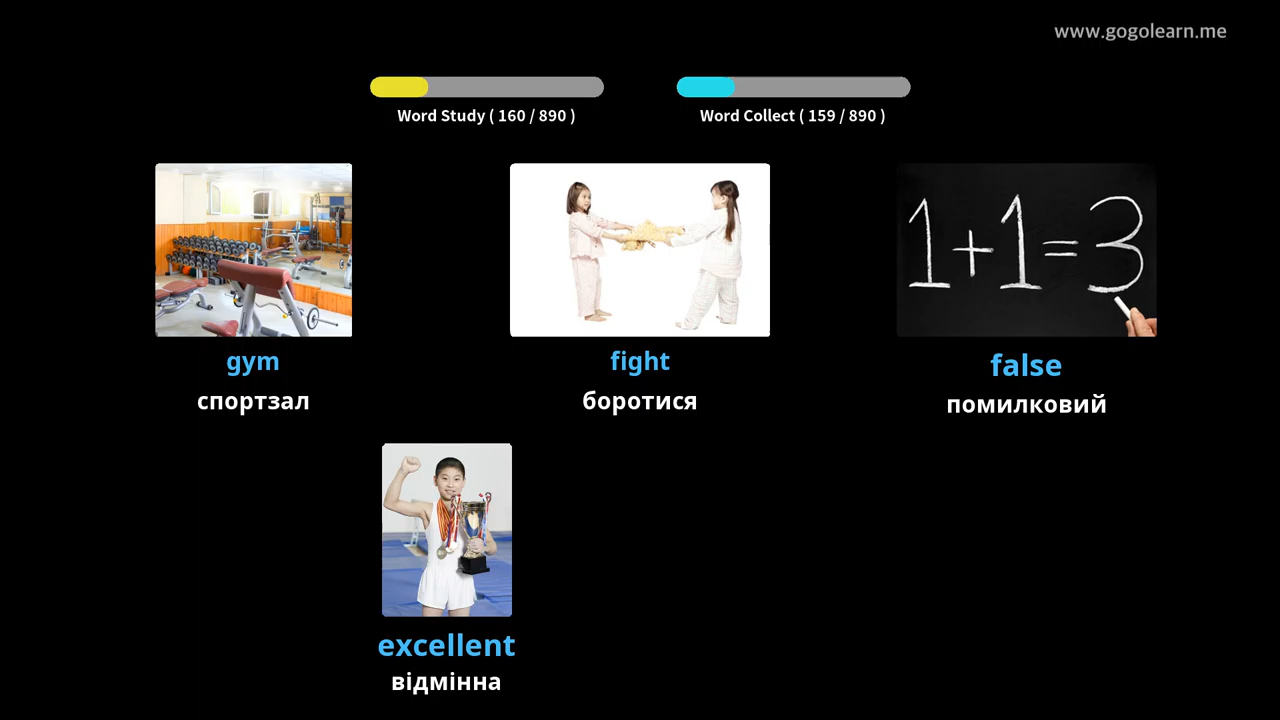 www.gogolearn.me
Word Study ( 160 / 890 )
Word Collect ( 159 / 890 )
1+1=3
gym
fight
false
спортзал
боротися
помилковий
excellent
відмінна